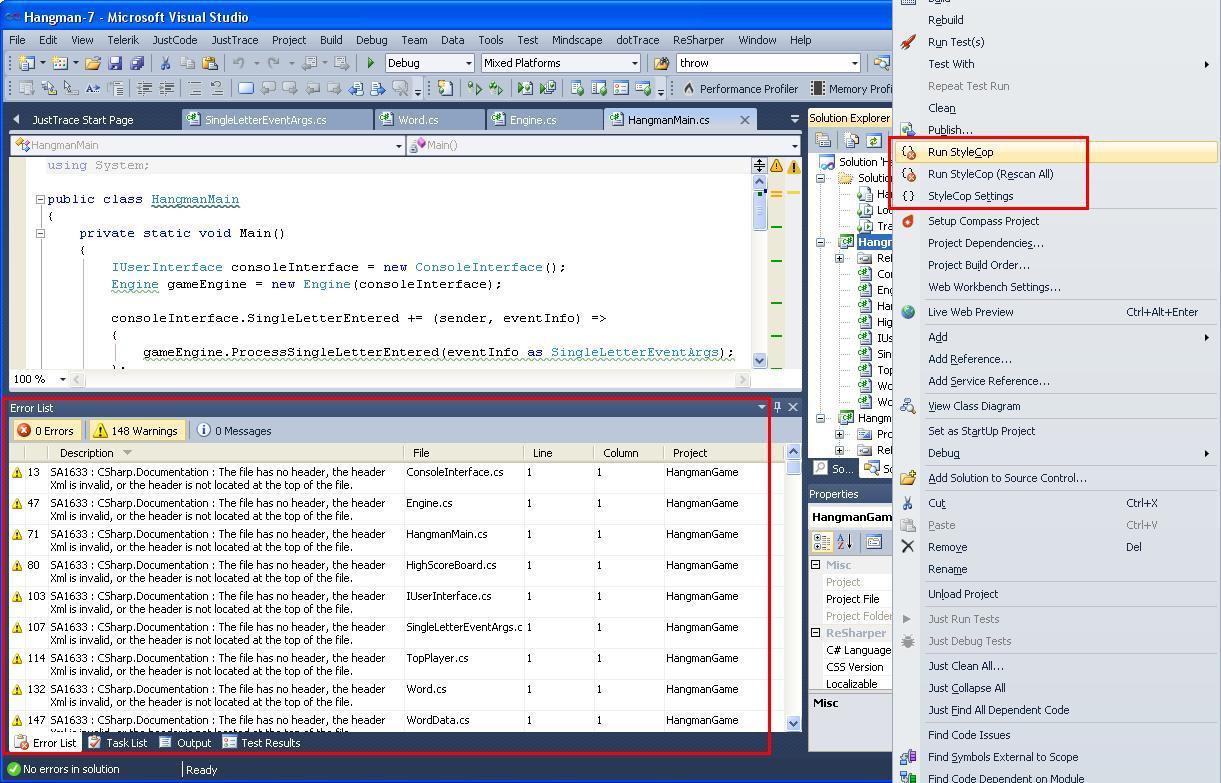 Hangman-7 - Microsoft Visual Studio
File Edit View Telerik JustCode JustTrace Project Build Debug Team Data Tools Test Mindscape dotTrace ReSharper Window Help
Debug Mixed Platforms throw
Performance Profiler Memory Profi
JustTrace Start Page SingleLetterEventArgs.cs Word.cs Engine.cs HangmanMain.cs
HangmanMain Main()
using System;
public class HangmanMain
{
private static void Main()
{
IUserInterface consoleInterface = new ConsoleInterface();
Engine gameEngine = new Engine(consoleInterface);
consoleInterface.SingleLetterEntered += (sender, eventInfo) =>
{
gameEngine.ProcessSingleLetterEntered(eventInfo as SingleLetterEventArgs);
100 %
Error List
0 Errors Warnings 0 Messages
Description File Line Column Project
13 SA1633 : CSharp.Documentation : The file has no header, the header ConsoleInterface.cs 1 1 HangmanGame
Xml is invalid, or the header is not located at the top of the file.
47 SA1633 : CSharp.Documentation : The file has no header, the header Engine.cs 1 1 HangmanGame
Xml is invalid, or the header is not located at the top of the file.
71 SA1633 : CSharp.Documentation : The file has no header, the header HangmanMain.cs 1 1 HangmanGame
Xml is invalid, or the header is not located at the top of the file.
80 SA1633 : CSharp.Documentation : The file has no header, the header HighScoreBoard.cs 1 1 HangmanGame
Xml is invalid, or the header is not located at the top of the file.
103 SA1633 : CSharp.Documentation : The file has no header, the header IUserInterface.cs 1 1 HangmanGame
Xml is invalid, or the header is not located at the top of the file.
107 SA1633 : CSharp.Documentation : The file has no header, the header SingleLetterEventArgs.c 1 1 HangmanGame
Xml is invalid, or the header is not located at the top of the file.
114 SA1633 : CSharp.Documentation : The file has no header, the header TopPlayer.cs 1 1 HangmanGame
Xml is invalid, or the header is not located at the top of the file.
132 SA1633 : CSharp.Documentation : The file has no header, the header Word.cs 1 1 HangmanGame
Xml is invalid, or the header is not located at the top of the file.
147 SA1633 : CSharp.Documentation : The file has no header, the header WordData.cs 1 1 HangmanGame
Xml is invalid, or the header is not located at the top of the file.
Error List Task List Output Test Results
No errors in solution Ready
Solution Explorer
Solution 'H
Solutio
Ha
Loc
Tra
Hangm
Ref
Con
Eng
Han
Hig
IUs
Sin
Top
Wo
Wo
Hangm
Pro
Ref
So... So
Properties
HangmanGam
Misc
Project
Project File
Project Folder
ReSharper
C# Language
CSS Version
Localizable
Misc
Build
Rebuild
Run Test(s)
Test With
Repeat Test Run
Clean
Publish...
Run StyleCop
Run StyleCop (Rescan All)
StyleCop Settings
Setup Compass Project
Project Dependencies...
Project Build Order...
Web Workbench Settings...
Live Web Preview Ctrl+Alt+Enter
Add
Add Reference...
Add Service Reference...
View Class Diagram
Set as StartUp Project
Debug
Add Solution to Source Control...
Cut Ctrl+X
Paste Ctrl+V
Remove Del
Rename
Unload Project
Just Run Tests
Just Debug Tests
Just Clean All...
Just Collapse All
Just Find All Dependent Code
Find Code Issues
Find Symbols External to Scope
Find Code Dependent on Module